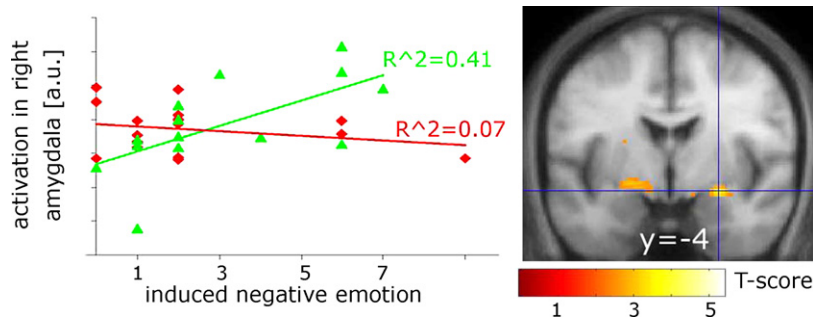 activation in right
amygdala [a.u.]
R^2=0.41
R^2=0.07
1 3 5 7
induced negative emotion
y=-4
T-score
1 3 5